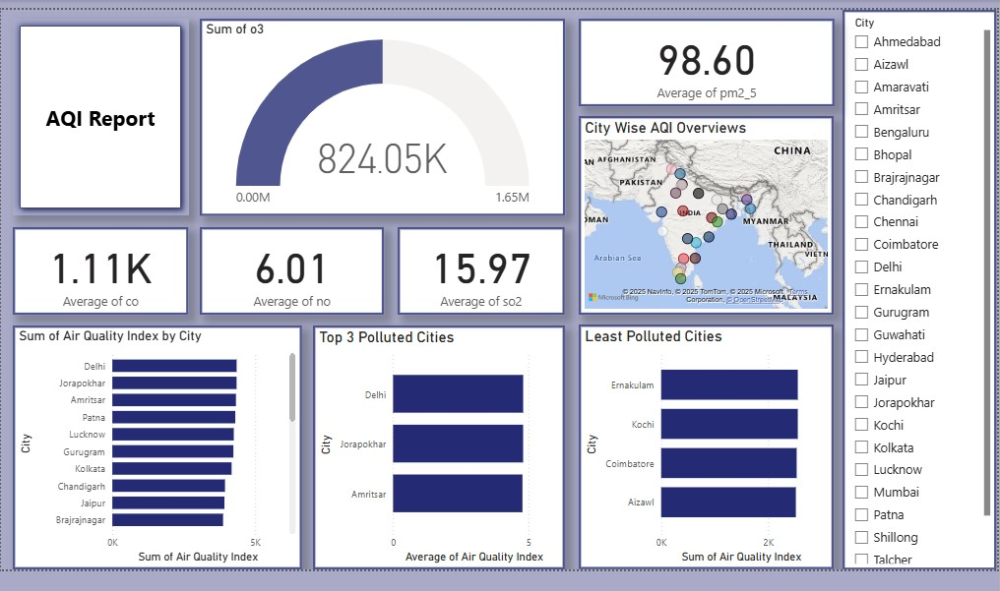 AQI Report
Sum of o3
824.05K
0.00M
1.65M
98.60
Average of pm2_5
City Wise AQI Overviews
CHINA
AN
AFGHANISTAN
PAKISTAN
OMAN
INDIA
MYANMAR
THAILAND
VIETN
Arabian Sea
MALAYSIA
Microsoft Bing
© 2025 NavInfo, © 2025 TomTom, © 2025 Microsoft Corporation, © OpenStreetMap
Terms
1.11K
Average of co
6.01
Average of no
15.97
Average of so2
Sum of Air Quality Index by City
City
Delhi
Jorapokhar
Amritsar
Patna
Lucknow
Gurugram
Kolkata
Chandigarh
Jaipur
Brajrajnagar
0K
5K
Sum of Air Quality Index
Top 3 Polluted Cities
City
Delhi
Jorapokhar
Amritsar
0
5
Average of Air Quality Index
Least Polluted Cities
City
Ernakulam
Kochi
Coimbatore
Aizawl
0K
2K
Sum of Air Quality Index
City
Ahmedabad
Aizawl
Amaravati
Amritsar
Bengaluru
Bhopal
Brajrajnagar
Chandigarh
Chennai
Coimbatore
Delhi
Ernakulam
Gurugram
Guwahati
Hyderabad
Jaipur
Jorapokhar
Kochi
Kolkata
Lucknow
Mumbai
Patna
Shillong
Talcher